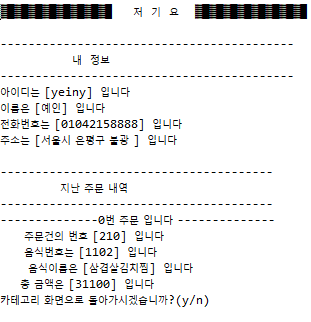 저 기 요
------------------------------------------
내 정보
------------------------------------------
아이디는 [yeiny] 입니다
이름은 [예인] 입니다
전화번호는 [01042158888] 입니다
주소는 [서울시 은평구 불광 ] 입니다
---------------------------------------
지난 주문 내역
---------------------------------------
--------------0번 주문 입니다 --------------
주문건의 번호 [210] 입니다
음식번호는 [1102] 입니다
음식이름은 [삼겹살김치찜] 입니다
총 금액은 [31100] 입니다
카테고리 화면으로 돌아가시겠습니까?(y/n)